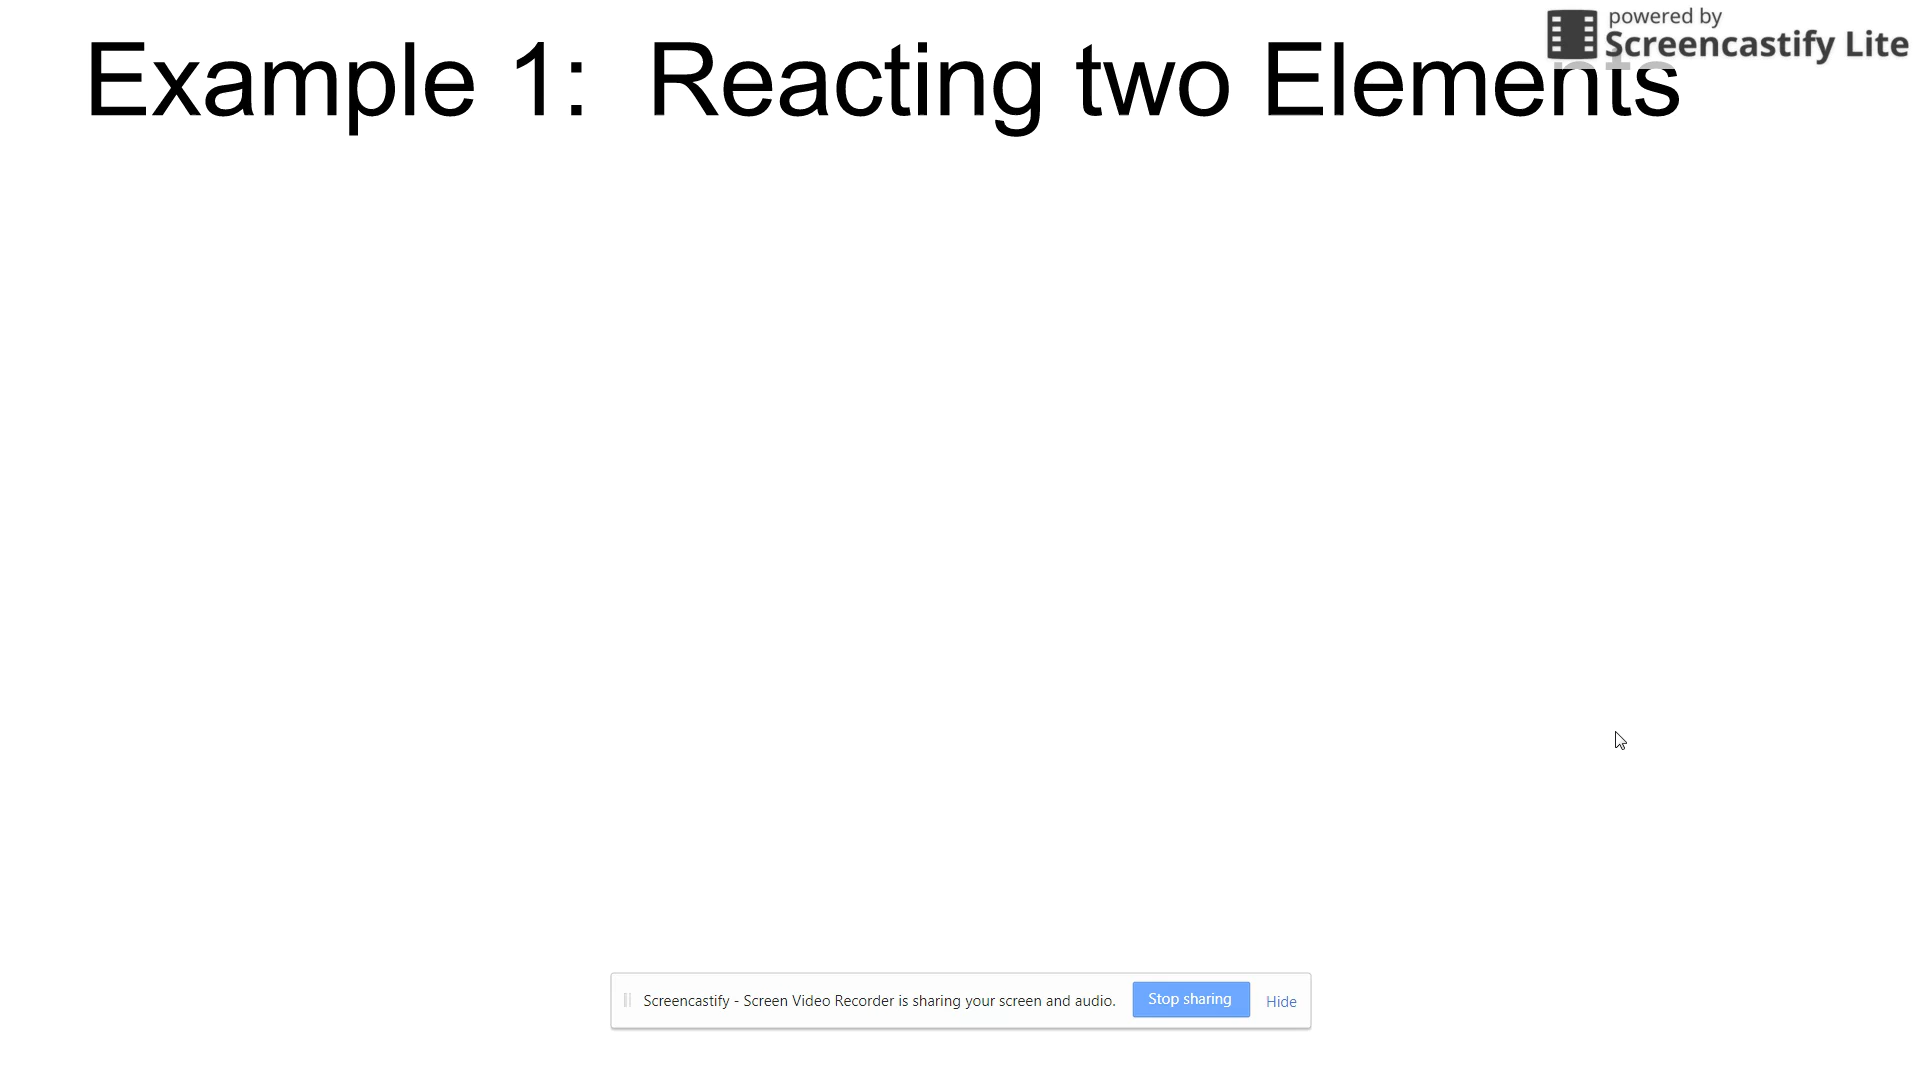 powered by
Screencastify Lite
Example 1: Reacting two Elements
Screencastify - Screen Video Recorder is sharing your screen and audio.
Stop sharing
Hide